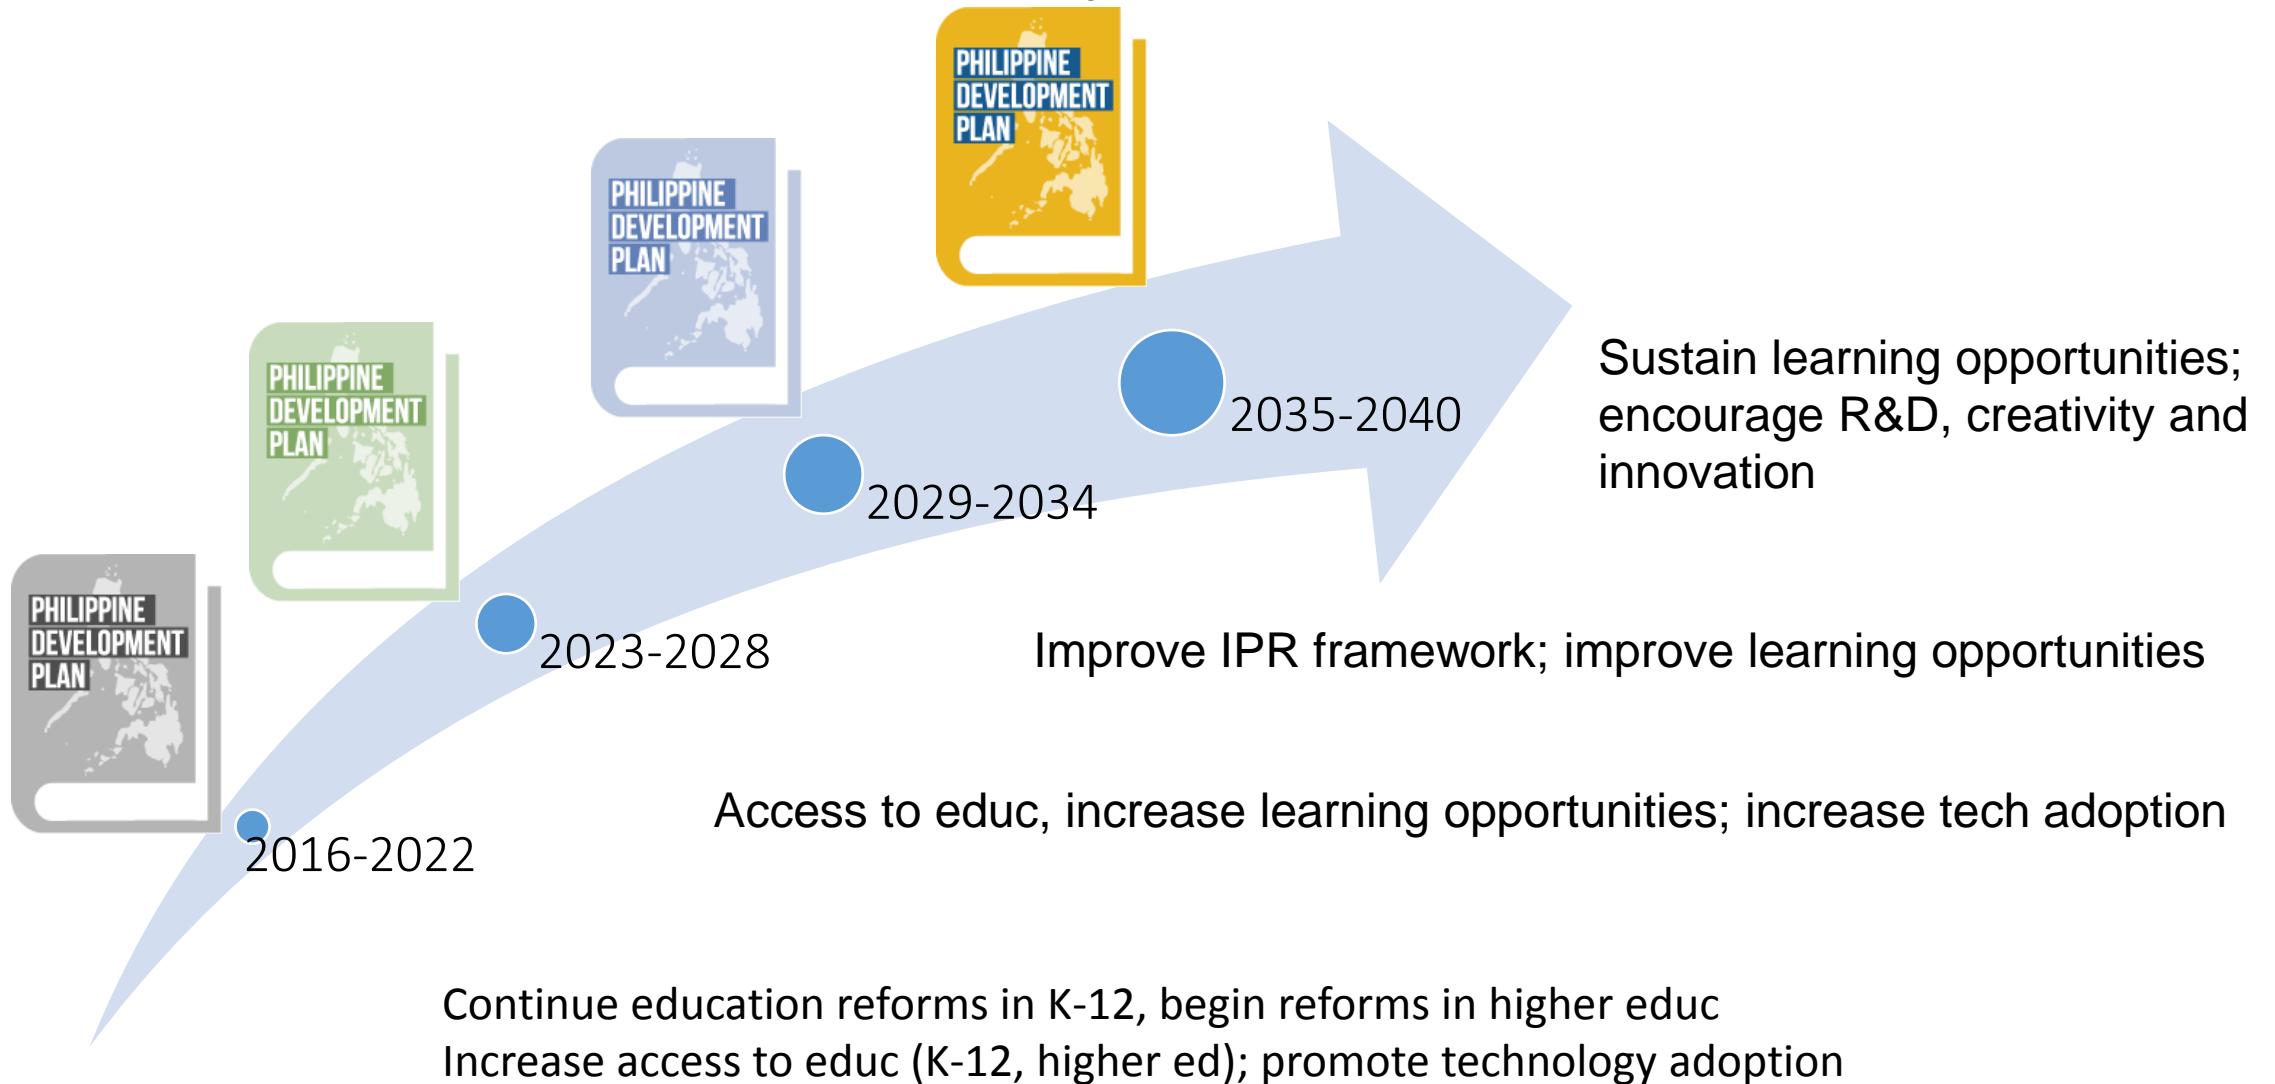 PHILIPPINE
DEVELOPMENT
PLAN
PHILIPPINE
DEVELOPMENT
PLAN
PHILIPPINE
DEVELOPMENT
PLAN
PHILIPPINE
DEVELOPMENT
PLAN
2035-2040
Sustain learning opportunities;
encourage R&D, creativity and
innovation
2029-2034
2023-2028
Improve IPR framework; improve learning opportunities
Access to educ, increase learning opportunities; increase tech adoption
2016-2022
Continue education reforms in K-12, begin reforms in higher educ
Increase access to educ (K-12, higher ed); promote technology adoption